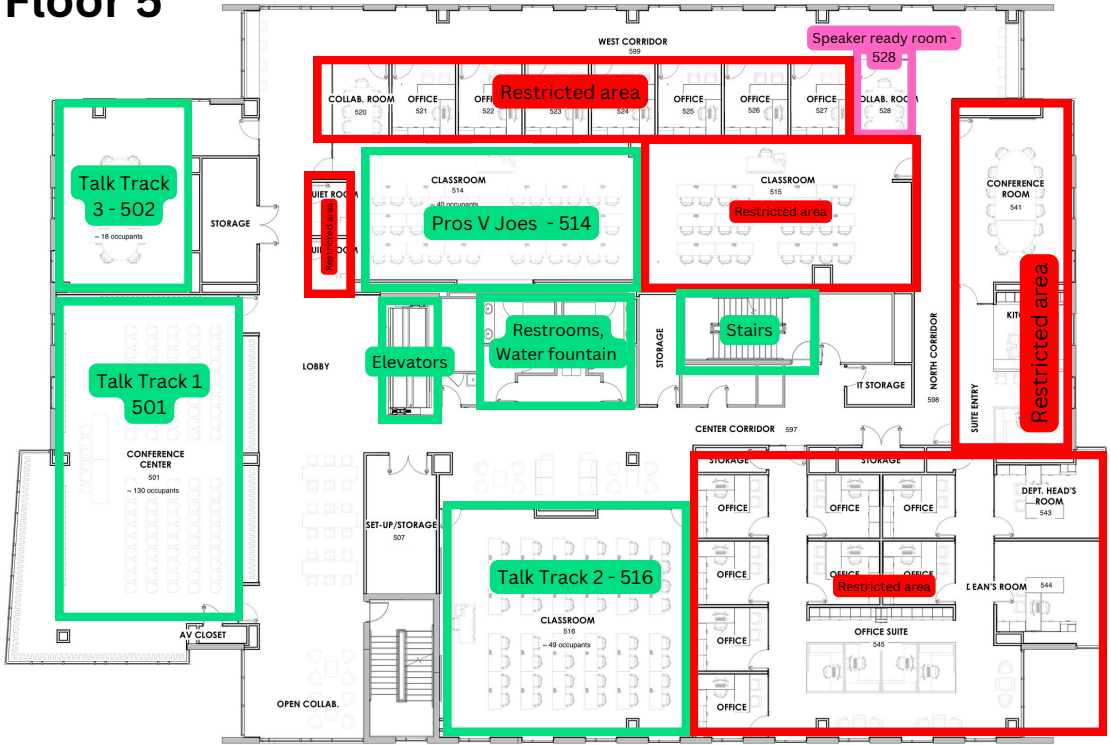 Floor 5
WEST CORRIDOR
599
Speaker ready room -
528
COLLAB. ROOM
520
OFFICE
521
522
Restricted area
523
524
OFFICE
525
OFFICE
526
OFFICE
527
528
Talk Track
3 - 502
~ 18 occupants
STORAGE
Restricted area
CLASSROOM
514
~ 40 occupants
Pros V Joes - 514
CLASSROOM
515
Restricted area
CONFERENCE
ROOM
541
Restricted area
Talk Track 1
501
CONFERENCE
CENTER
501
~ 130 occupants
LOBBY
Elevators
Restrooms,
Water fountain
STORAGE
Stairs
IT STORAGE
NORTH CORRIDOR
598
SUITE ENTRY
CENTER CORRIDOR 597
SET-UP/STORAGE
507
Talk Track 2 - 516
CLASSROOM
516
~ 49 occupants
STORAGE
STORAGE
OFFICE
OFFICE
OFFICE
DEPT. HEAD'S
ROOM
543
OFFICE
OFFICE
OFFICE
Restricted area
544
OFFICE
OFFICE SUITE
545
OFFICE
AV CLOSET
OPEN COLLAB.